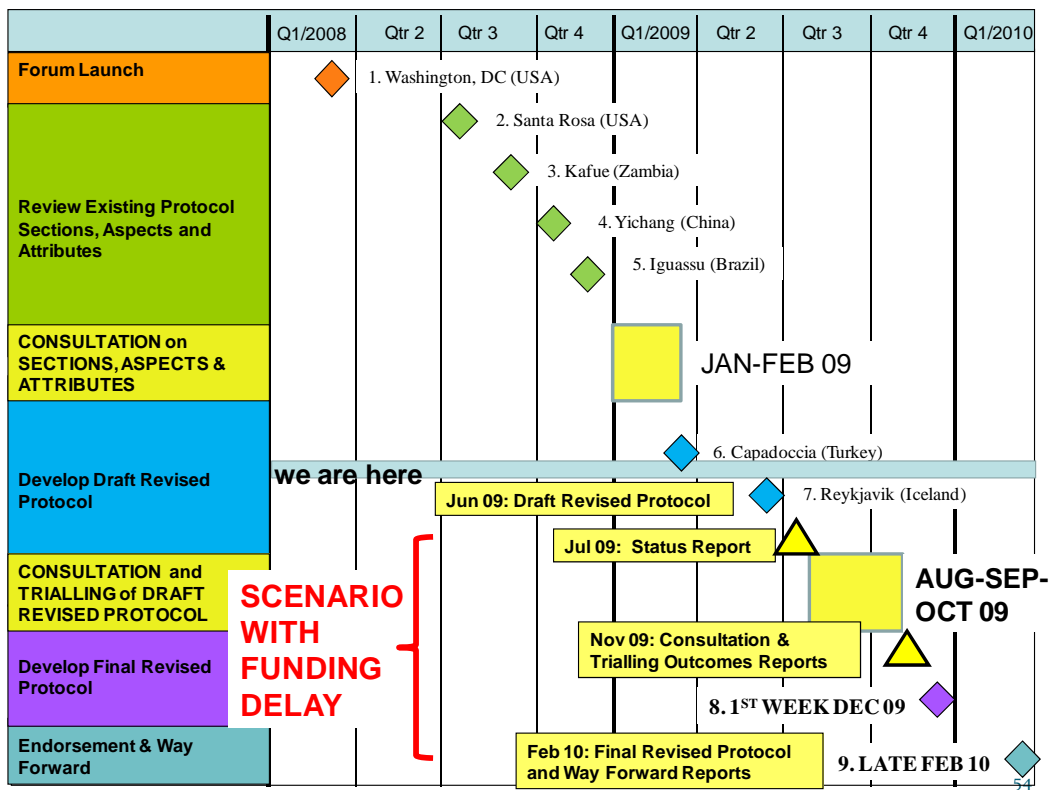 Q1/2008 Qtr 2 Qtr 3 Qtr 4 Q1/2009 Qtr 2 Qtr 3 Qtr 4 Q1/2010
Forum Launch
1. Washington, DC (USA)
2. Santa Rosa (USA)
3. Kafue (Zambia)
Review Existing Protocol
Sections, Aspects and
Attributes
4. Yichang (China)
5. Iguassu (Brazil)
CONSULTATION on
SECTIONS, ASPECTS &
ATTRIBUTES
JAN-FEB 09
6. Capadoccia (Turkey)
we are here
Develop Draft Revised
Protocol
Jun 09: Draft Revised Protocol
7. Reykjavik (Iceland)
Jul 09: Status Report
CONSULTATION and
TRIALLING of DRAFT
REVISED PROTOCOL
AUG-SEP-
OCT 09
SCENARIO
WITH
FUNDING
DELAY
Nov 09: Consultation &
Trialling Outcomes Reports
Develop Final Revised
Protocol
8. 1ST WEEK DEC 09
Endorsement & Way
Forward
Feb 10: Final Revised Protocol
and Way Forward Reports
9. LATE FEB 10
54